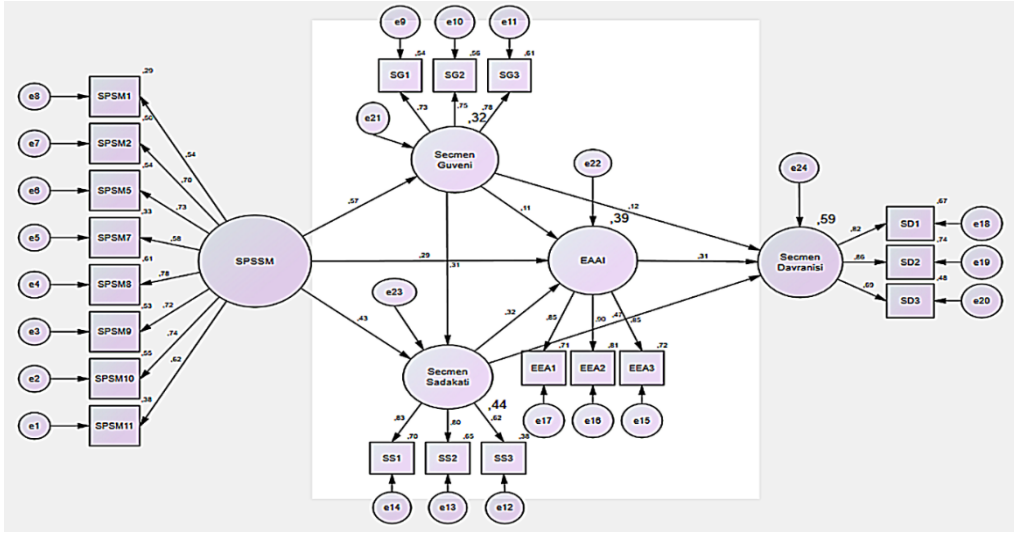 e9
e10
e11
,54
,56
,61
SG1
SG2
SG3
,73
,75
,78
,32
e21
Secmen
Guveni
,29
e8
SPSM1
,50
e7
SPSM2
,54
e6
SPSM5
,33
e5
SPSM7
,61
e4
SPSM8
,53
e3
SPSM9
,55
e2
SPSM10
,38
e1
SPSM11
,54
,70
,73
,58
,78
,72
,74
,62
SPSSM
,57
,29
,43
,31
,11
,12
e22
,39
EAAI
,31
e23
,32
,47
Secmen
Sadakati
,44
,83
,80
,62
,70
,65
,38
SS1
SS2
SS3
e14
e13
e12
,85
,90
,85
,71
,81
,72
EEA1
EEA2
EEA3
e17
e16
e15
e24
,59
Secmen
Davranisi
,82
,86
,69
,67
SD1
e18
,74
SD2
e19
,48
SD3
e20